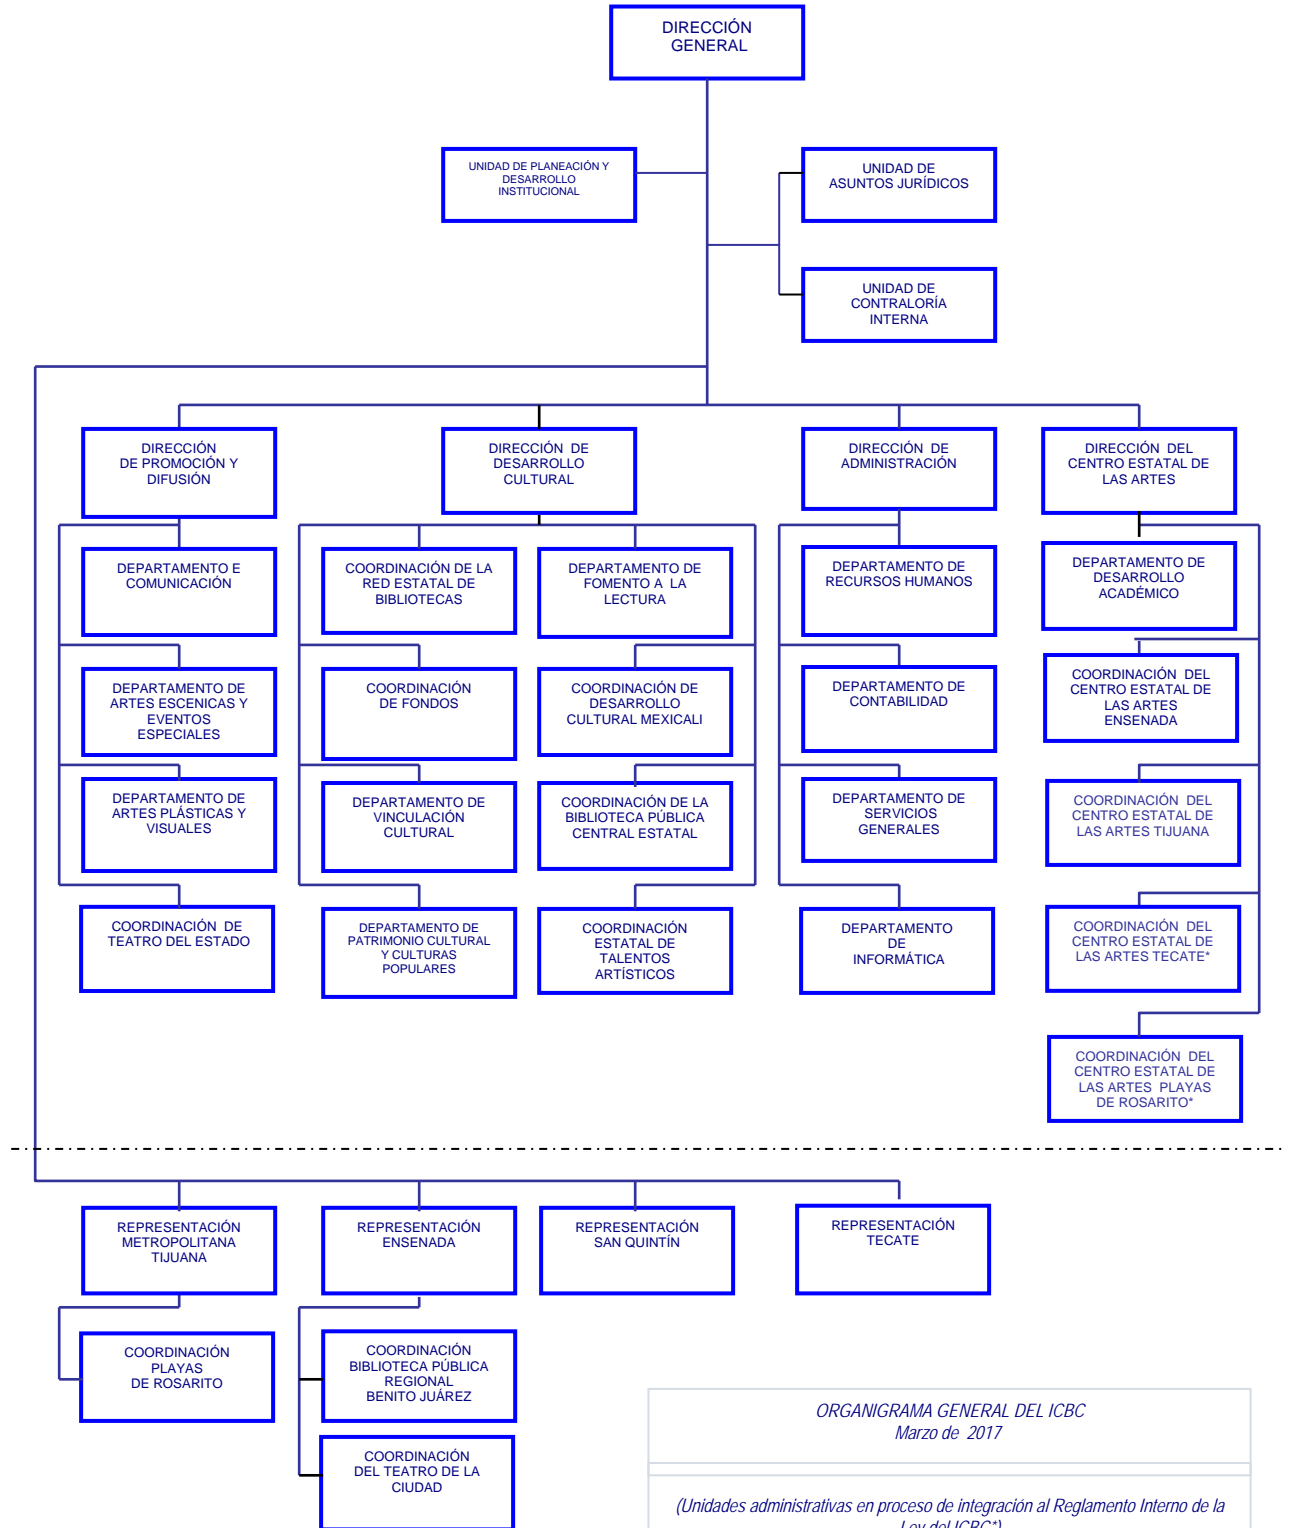 DIRECCIÓN
GENERAL
UNIDAD DE PLANEACIÓN Y
DESARROLLO
INSTITUCIONAL
UNIDAD DE
ASUNTOS JURÍDICOS
UNIDAD DE
CONTRALORÍA
INTERNA
DIRECCIÓN
DE PROMOCIÓN Y
DIFUSIÓN
DIRECCIÓN DE
DESARROLLO
CULTURAL
DIRECCIÓN DE
ADMINISTRACIÓN
DIRECCIÓN DEL
CENTRO ESTATAL DE
LAS ARTES
DEPARTAMENTO E
COMUNICACIÓN
COORDINACIÓN DE LA
RED ESTATAL DE
BIBLIOTECAS
DEPARTAMENTO DE
FOMENTO A LA
LECTURA
DEPARTAMENTO DE
RECURSOS HUMANOS
DEPARTAMENTO DE
DESARROLLO
ACADÉMICO
DEPARTAMENTO DE
ARTES ESCENICAS Y
EVENTOS
ESPECIALES
COORDINACIÓN
DE FONDOS
COORDINACIÓN DE
DESARROLLO
CULTURAL MEXICALI
DEPARTAMENTO DE
CONTABILIDAD
COORDINACIÓN DEL
CENTRO ESTATAL DE
LAS ARTES
ENSENADA
DEPARTAMENTO DE
ARTES PLÁSTICAS Y
VISUALES
DEPARTAMENTO DE
VINCULACIÓN
CULTURAL
COORDINACIÓN DE LA
BIBLIOTECA PÚBLICA
CENTRAL ESTATAL
DEPARTAMENTO DE
SERVICIOS
GENERALES
COORDINACIÓN DEL
CENTRO ESTATAL DE
LAS ARTES TIJUANA
COORDINACIÓN DE
TEATRO DEL ESTADO
DEPARTAMENTO DE
PATRIMONIO CULTURAL
Y CULTURAS
POPULARES
COORDINACIÓN
ESTATAL DE
TALENTOS
ARTÍSTICOS
DEPARTAMENTO
DE
INFORMÁTICA
COORDINACIÓN DEL
CENTRO ESTATAL DE
LAS ARTES TECATE*
COORDINACIÓN DEL
CENTRO ESTATAL DE
LAS ARTES PLAYAS
DE ROSARITO*
REPRESENTACIÓN
METROPOLITANA
TIJUANA
REPRESENTACIÓN
ENSENADA
REPRESENTACIÓN
SAN QUINTÍN
REPRESENTACIÓN
TECATE
COORDINACIÓN
PLAYAS
DE ROSARITO
COORDINACIÓN
BIBLIOTECA PÚBLICA
REGIONAL
BENITO JUÁREZ
COORDINACIÓN
DEL TEATRO DE LA
CIUDAD
ORGANIGRAMA GENERAL DEL ICBC
Marzo de 2017
(Unidades administrativas en proceso de integración al Reglamento Interno de la
Ley del ICBC*)